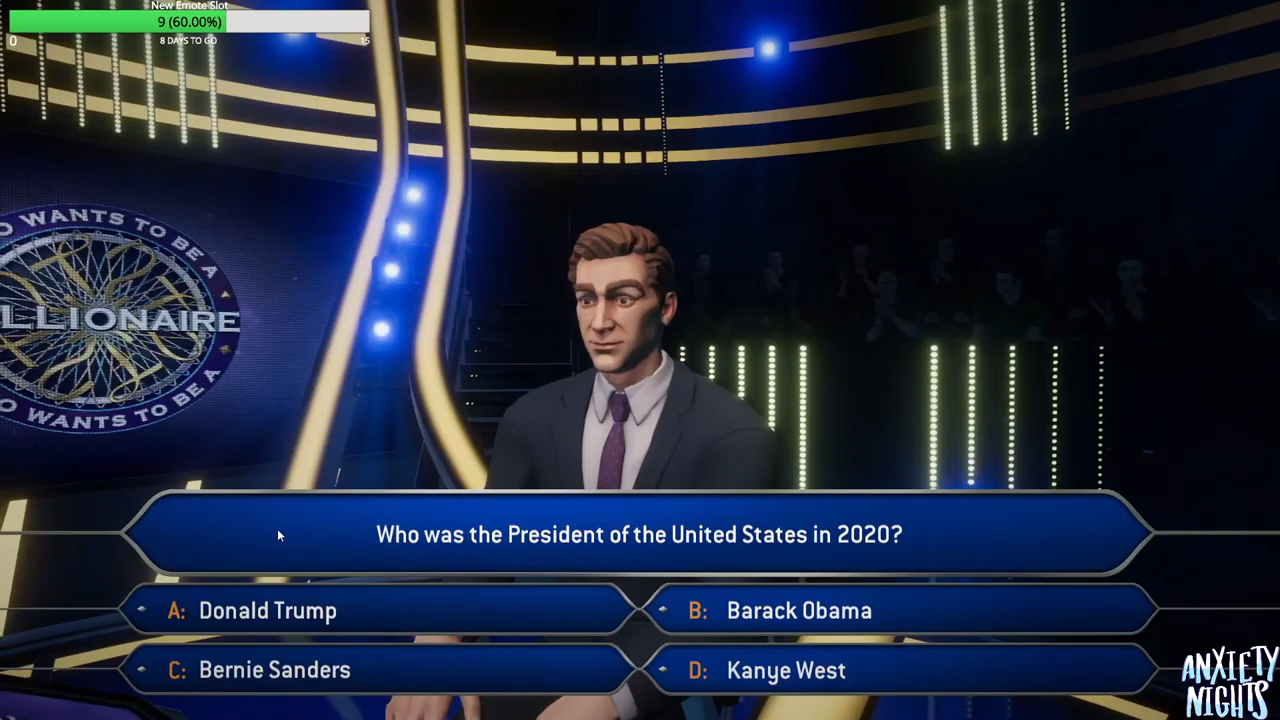 New Emote Slot
9 (60.00%)
0
8 DAYS TO GO
15
O WANTS TO BE A
LLIONAIRE
O WANTS TO BE A
Who was the President of the United States in 2020?
A: Donald Trump
B: Barack Obama
C: Bernie Sanders
D: Kanye West
ANXIETY
NIGHTS